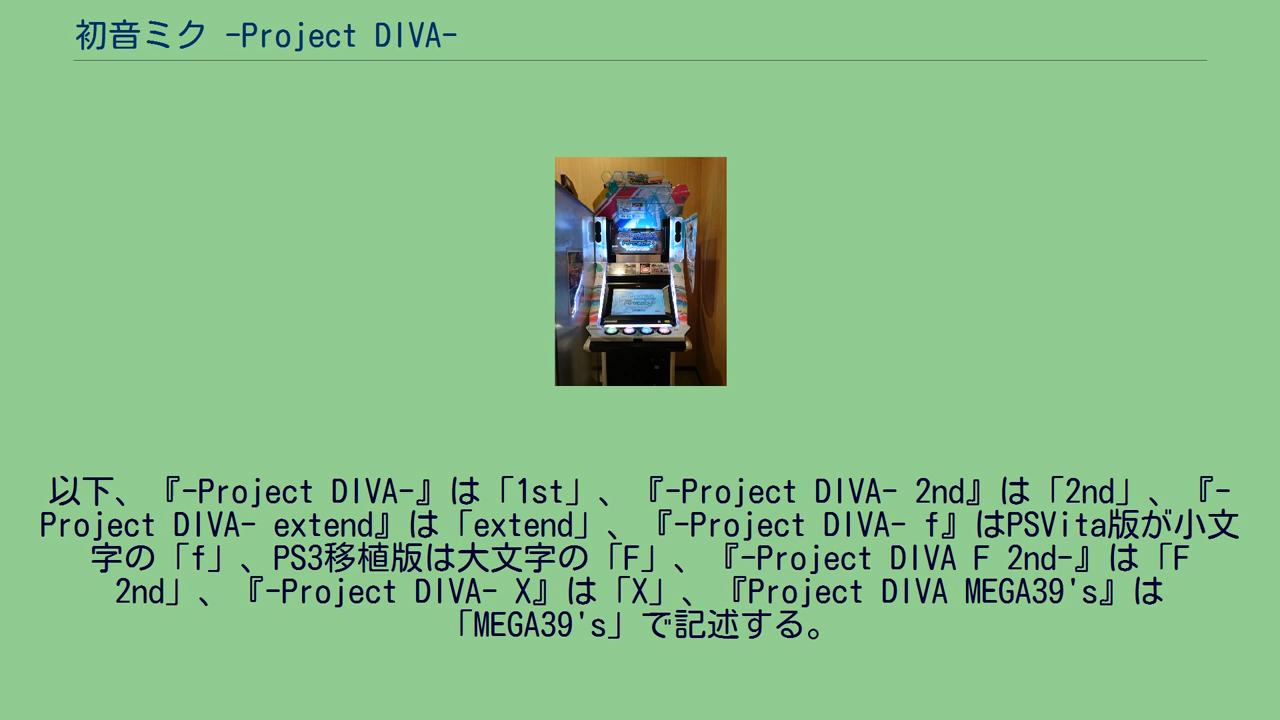 初音ミク -Project DIVA-
以下、『-Project DIVA-』は「1st」、『-Project DIVA- 2nd』は「2nd」、『-
Project DIVA- extend』は「extend」、『-Project DIVA- f』はPSVita版が小文
字の「f」、PS3移植版は大文字の「F」、『-Project DIVA F 2nd-』は「F
2nd」、『-Project DIVA- X』は「X」、『Project DIVA MEGA39's』は
「MEGA39's」で記述する。